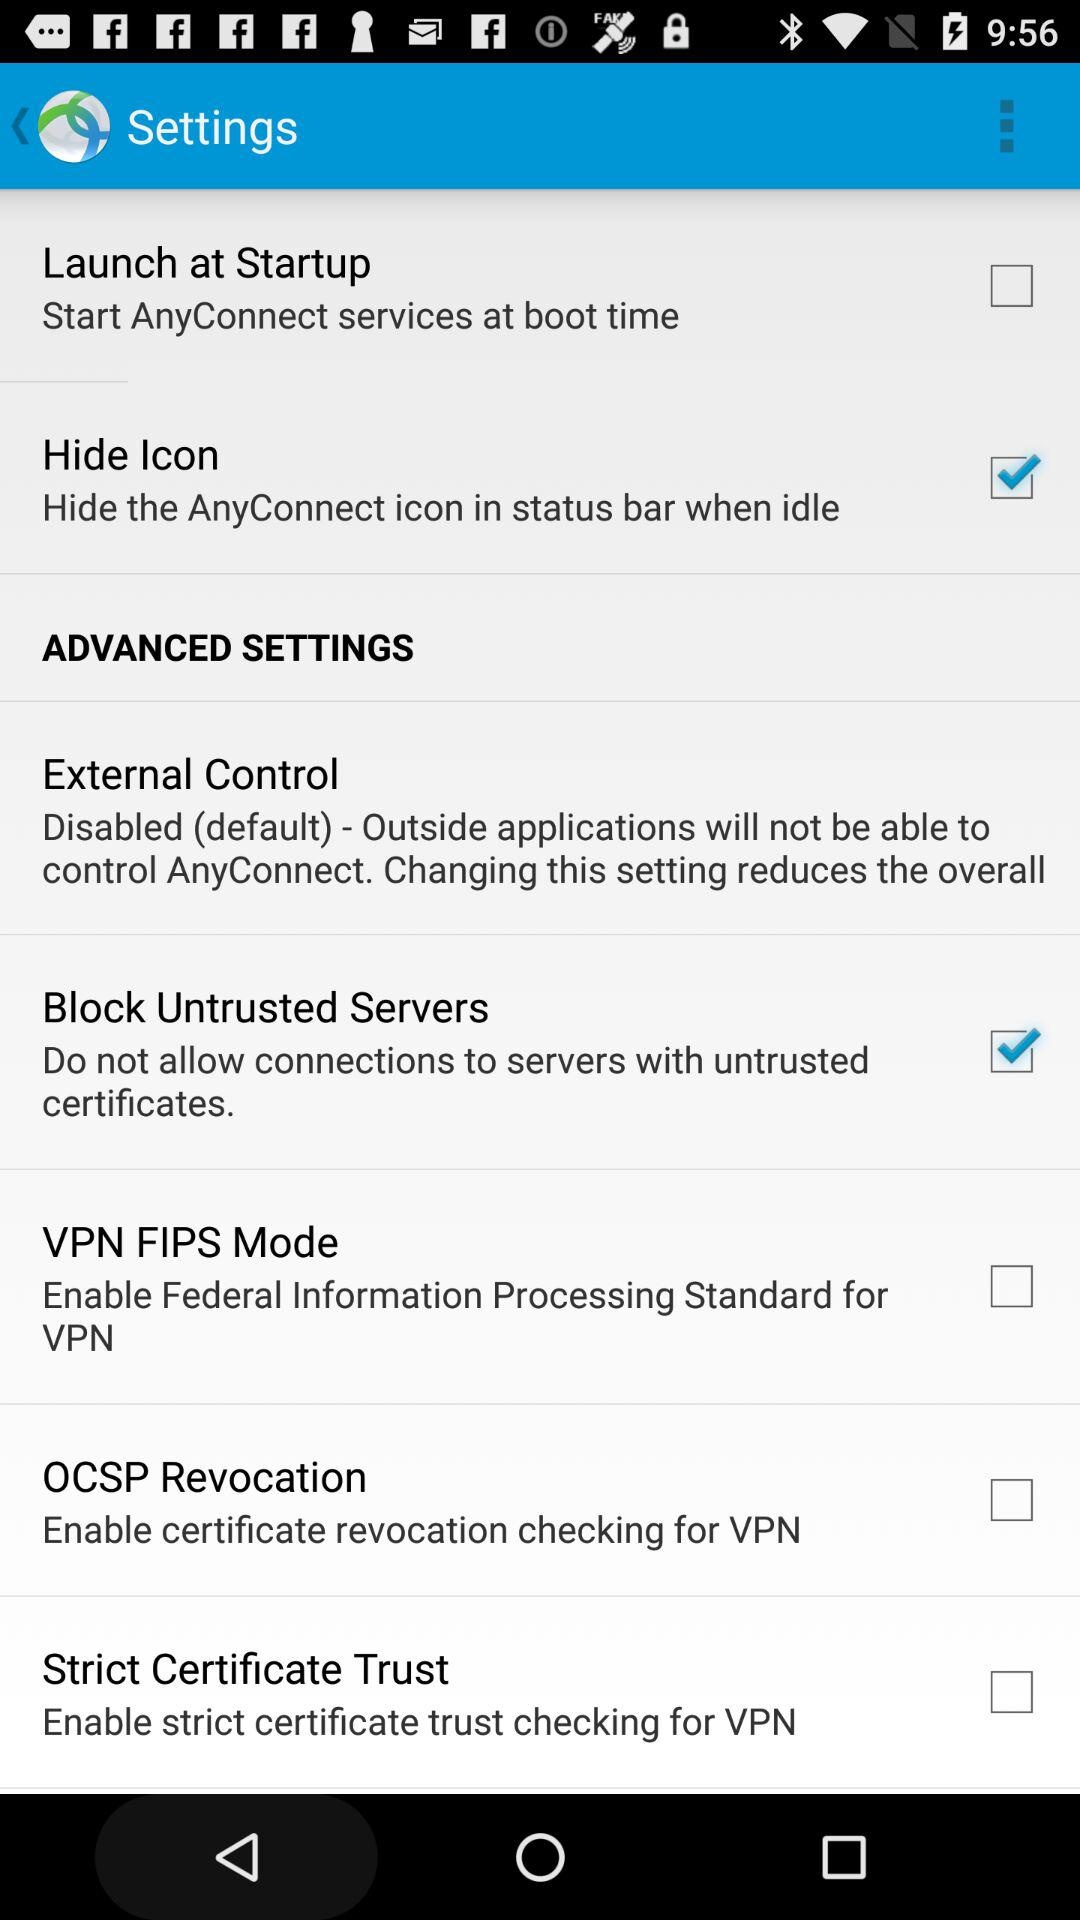 FAKE
9:56
Settings
Launch at Startup
Start AnyConnect services at boot time
Hide Icon
Hide the AnyConnect icon in status bar when idle
ADVANCED SETTINGS
External Control
Disabled (default) - Outside applications will not be able to
control AnyConnect. Changing this setting reduces the overall
Block Untrusted Servers
Do not allow connections to servers with untrusted
certificates.
VPN FIPS Mode
Enable Federal Information Processing Standard for
VPN
OCSP Revocation
Enable certificate revocation checking for VPN
Strict Certificate Trust
Enable strict certificate trust checking for VPN